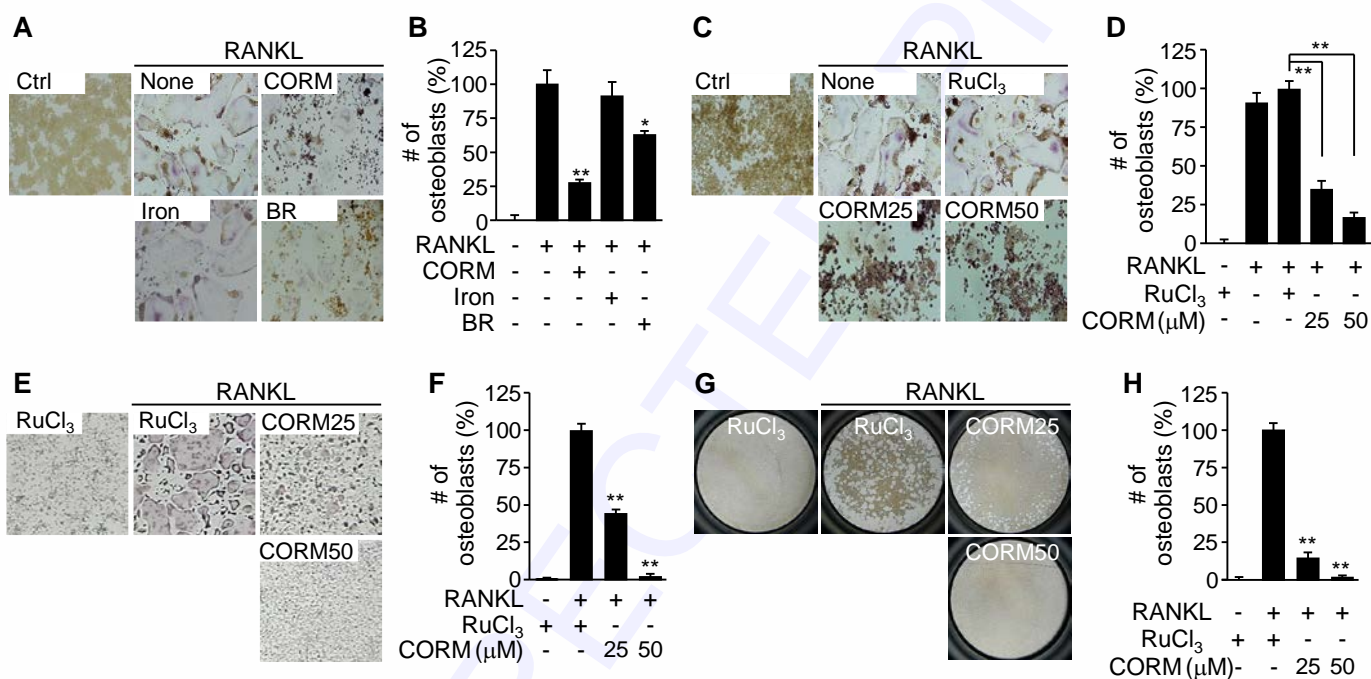 A
RANKL
Ctrl
None
CORM
Iron
BR
B
# of
osteoblasts (%)
125
100
75
50
25
0
**
*
RANKL - + + + +
CORM - - + - -
Iron - - - + -
BR - - - - +
C
RANKL
Ctrl
None
RuCl₃
CORM25
CORM50
D
# of
osteoblasts (%)
125
100
75
50
25
0
**
**
RANKL - + + + +
RuCl₃ + - + - -
CORM (μM) - - - 25 50
E
RANKL
RuCl₃
RuCl₃
CORM25
CORM50
F
# of
osteoblasts (%)
125
100
75
50
25
0
**
**
RANKL - + + +
RuCl₃ + + - -
CORM (μM) - - 25 50
G
RANKL
RuCl₃
RuCl₃
CORM25
CORM50
H
# of
osteoblasts (%)
125
100
75
50
25
0
**
**
RANKL - + + +
RuCl₃ + + - -
CORM (μM) - - 25 50